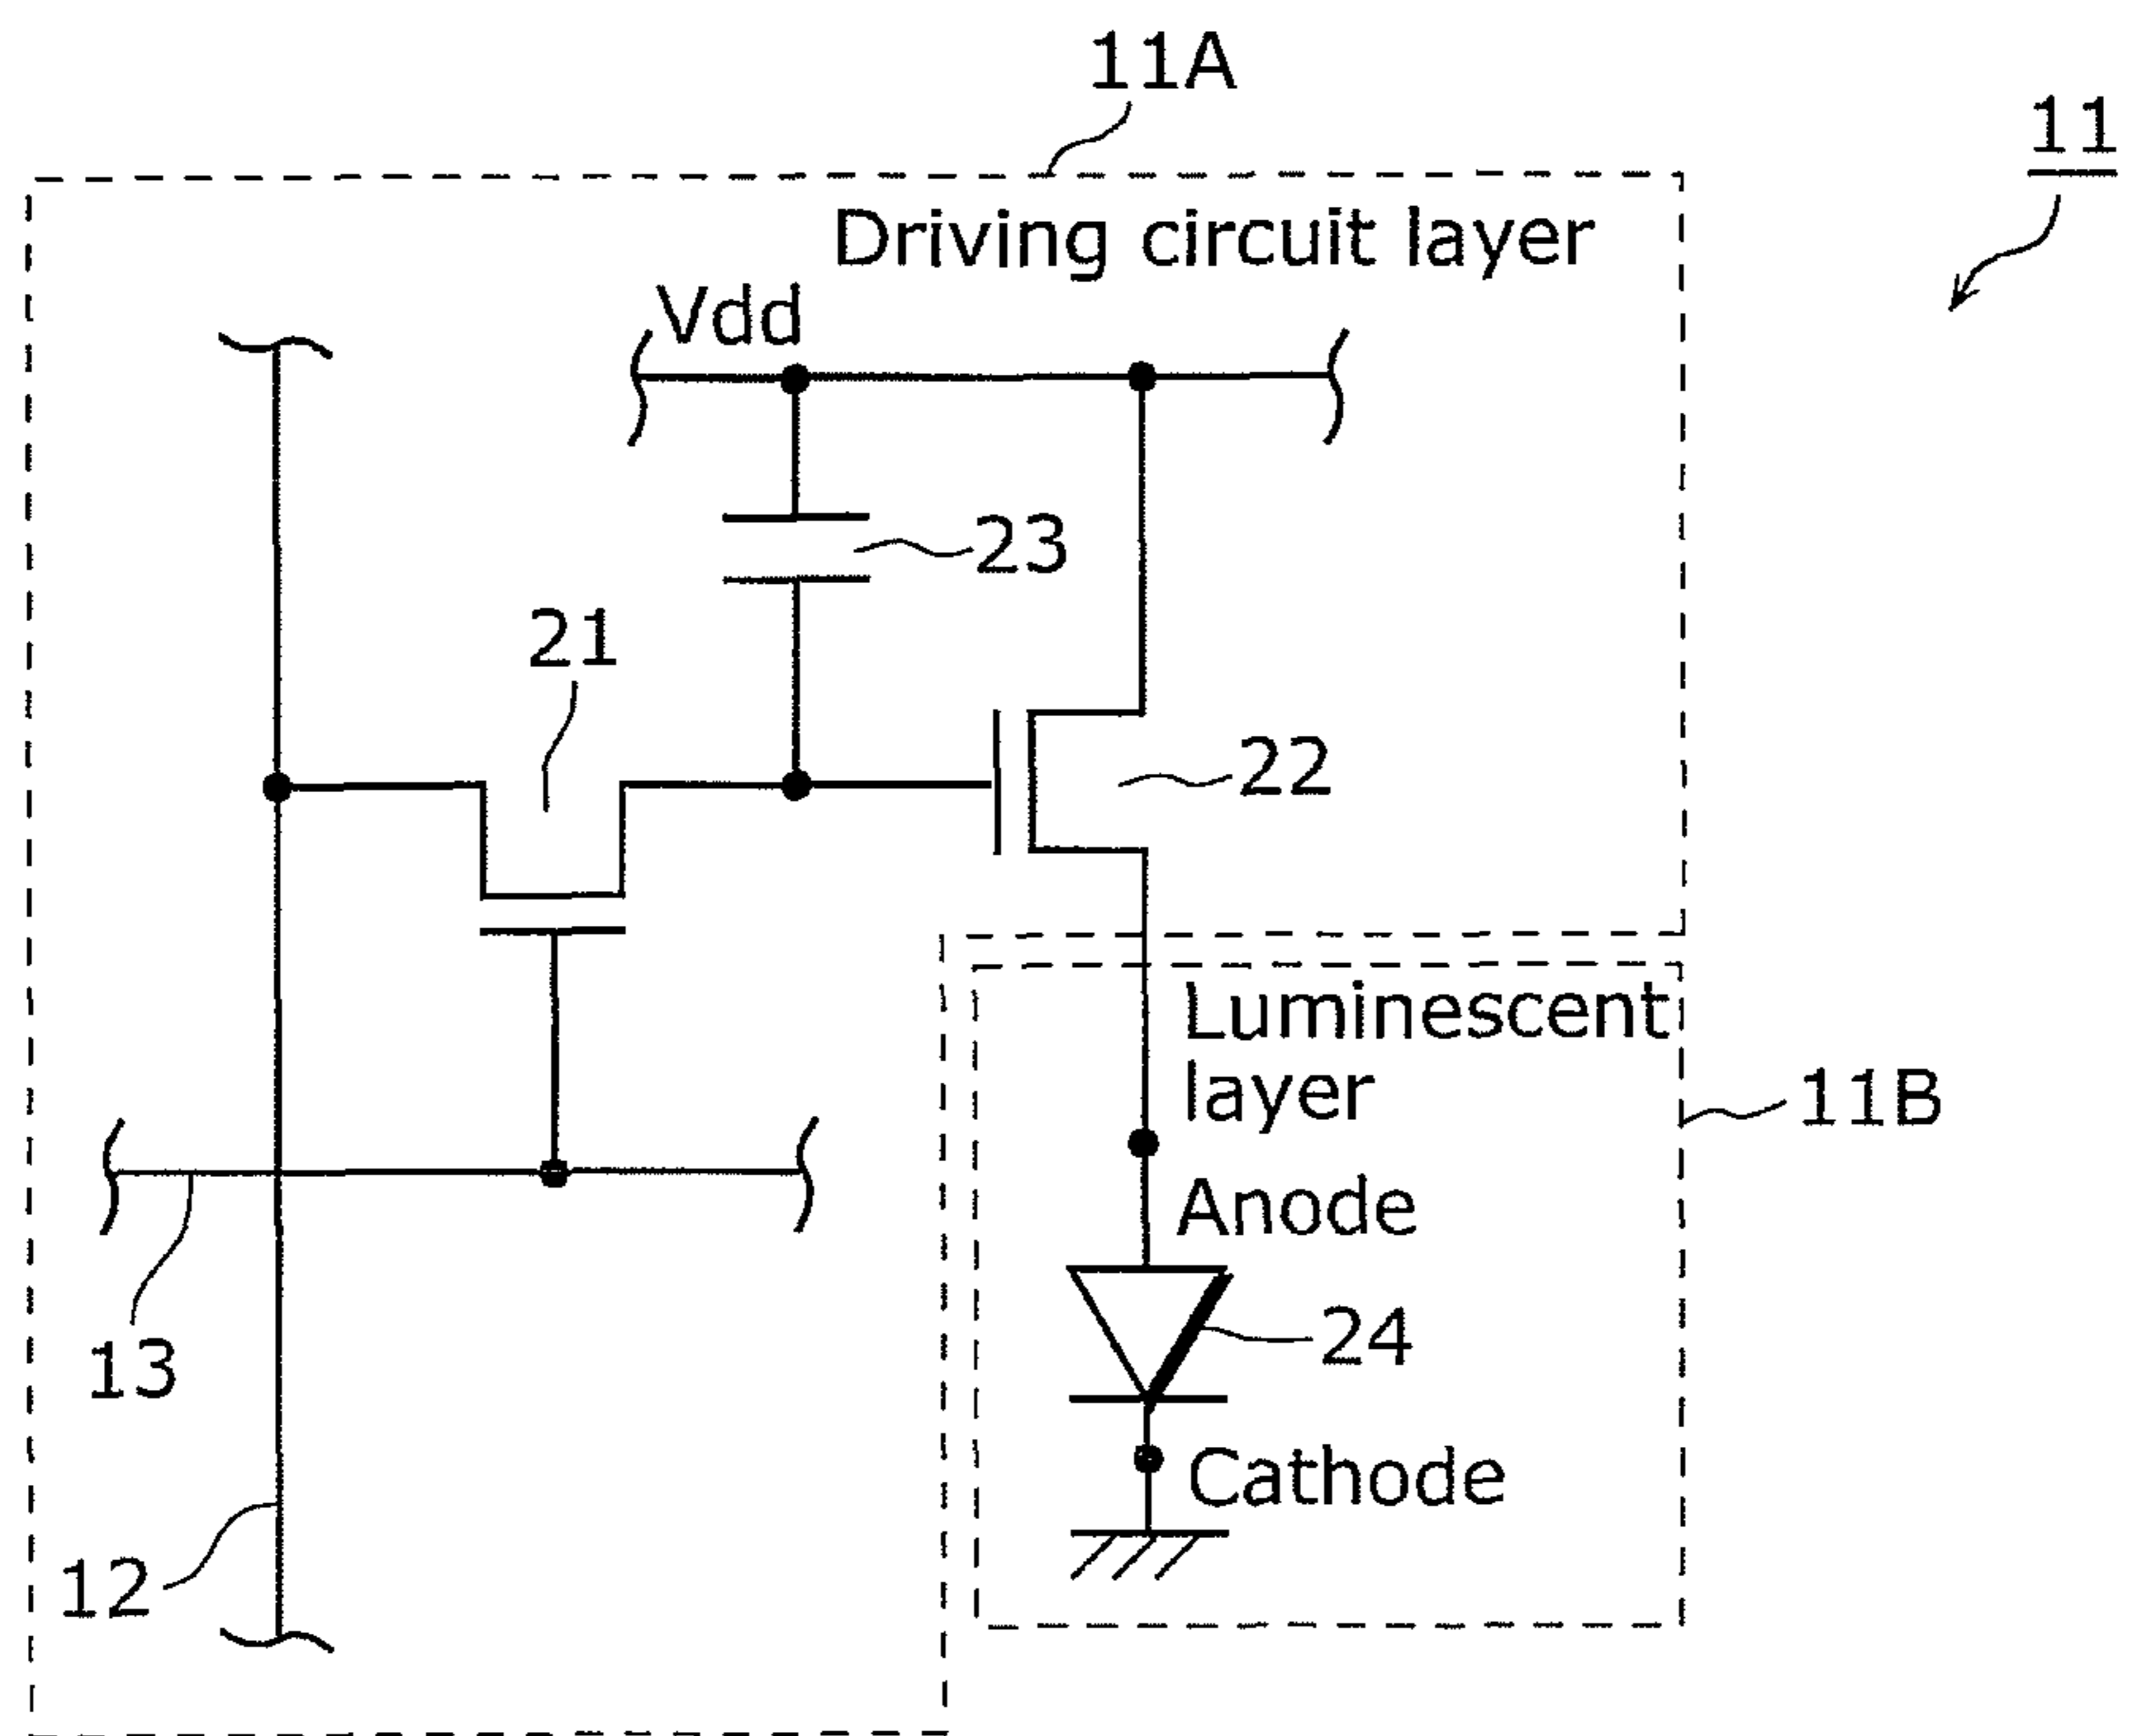 11A
11
Driving circuit layer
Vdd
23
21
22
Luminescent
layer
11B
Anode
24
13
Cathode
12